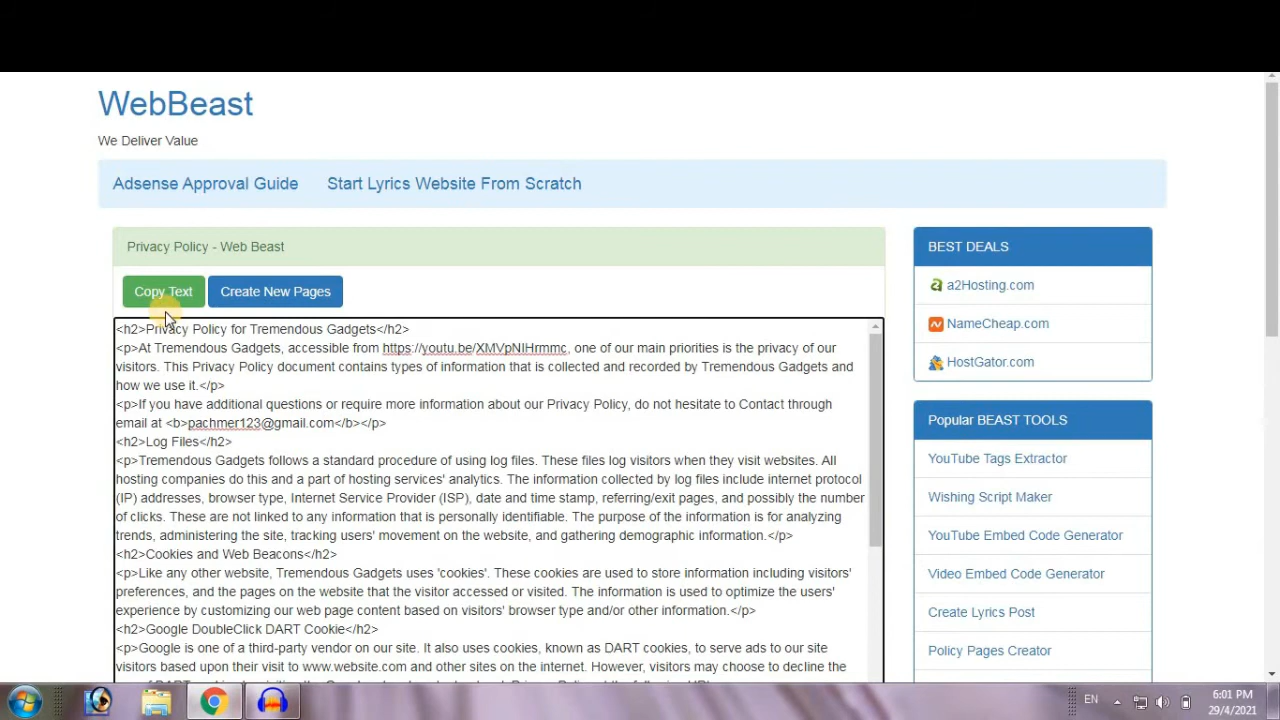 WebBeast
We Deliver Value
Adsense Approval Guide Start Lyrics Website From Scratch
Privacy Policy - Web Beast
Copy Text Create New Pages
<h2>Privacy Policy for Tremendous Gadgets</h2>
<p>At Tremendous Gadgets, accessible from https://youtu.be/XMVpNIHrmmc, one of our main priorities is the privacy of our
visitors. This Privacy Policy document contains types of information that is collected and recorded by Tremendous Gadgets and
how we use it.</p>
<p>If you have additional questions or require more information about our Privacy Policy, do not hesitate to Contact through
email at <b>pachmer123@gmail.com</b></p>
<h2>Log Files</h2>
<p>Tremendous Gadgets follows a standard procedure of using log files. These files log visitors when they visit websites. All
hosting companies do this and a part of hosting services' analytics. The information collected by log files include internet protocol
(IP) addresses, browser type, Internet Service Provider (ISP), date and time stamp, referring/exit pages, and possibly the number
of clicks. These are not linked to any information that is personally identifiable. The purpose of the information is for analyzing
trends, administering the site, tracking users' movement on the website, and gathering demographic information.</p>
<h2>Cookies and Web Beacons</h2>
<p>Like any other website, Tremendous Gadgets uses 'cookies'. These cookies are used to store information including visitors'
preferences, and the pages on the website that the visitor accessed or visited. The information is used to optimize the users'
experience by customizing our web page content based on visitors' browser type and/or other information.</p>
<h2>Google DoubleClick DART Cookie</h2>
<p>Google is one of a third-party vendor on our site. It also uses cookies, known as DART cookies, to serve ads to our site
visitors based upon their visit to www.website.com and other sites on the internet. However, visitors may choose to decline the
BEST DEALS
a2Hosting.com
NameCheap.com
HostGator.com
Popular BEAST TOOLS
YouTube Tags Extractor
Wishing Script Maker
YouTube Embed Code Generator
Video Embed Code Generator
Create Lyrics Post
Policy Pages Creator
EN
6:01 PM
29/4/2021